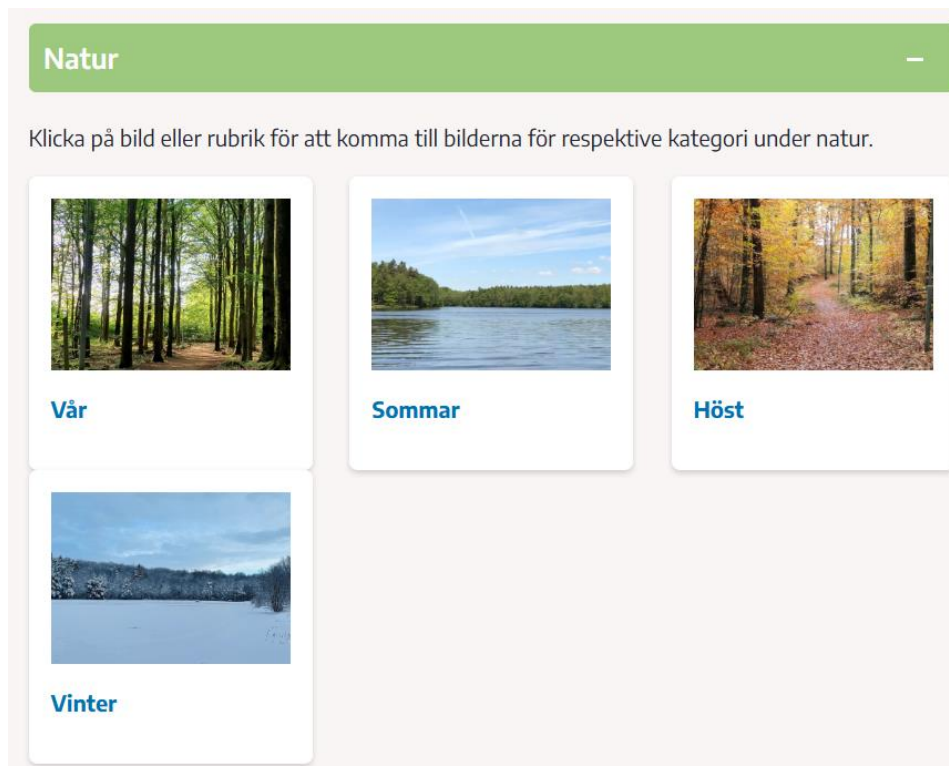 Natur
Klicka på bild eller rubrik för att komma till bilderna för respektive kategori under natur.
Vår
Sommar
Höst
Vinter